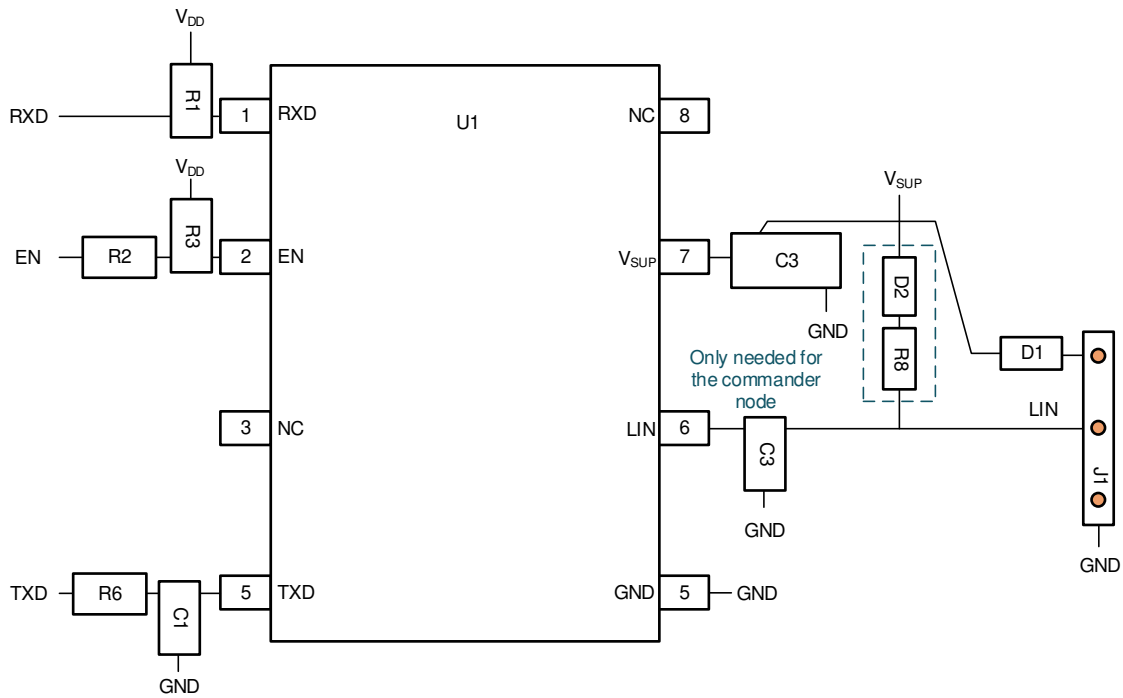 VDD
R1
RXD
1
RXD
U1
NC
8
VDD
R3
EN
R2
2
EN
VSUP
VSUP
7
C3
GND
D2
R8
D1
Only needed for
the commander
node
3
NC
LIN
6
C3
GND
LIN
J1
GND
TXD
R6
C1
GND
5
TXD
GND
5
GND